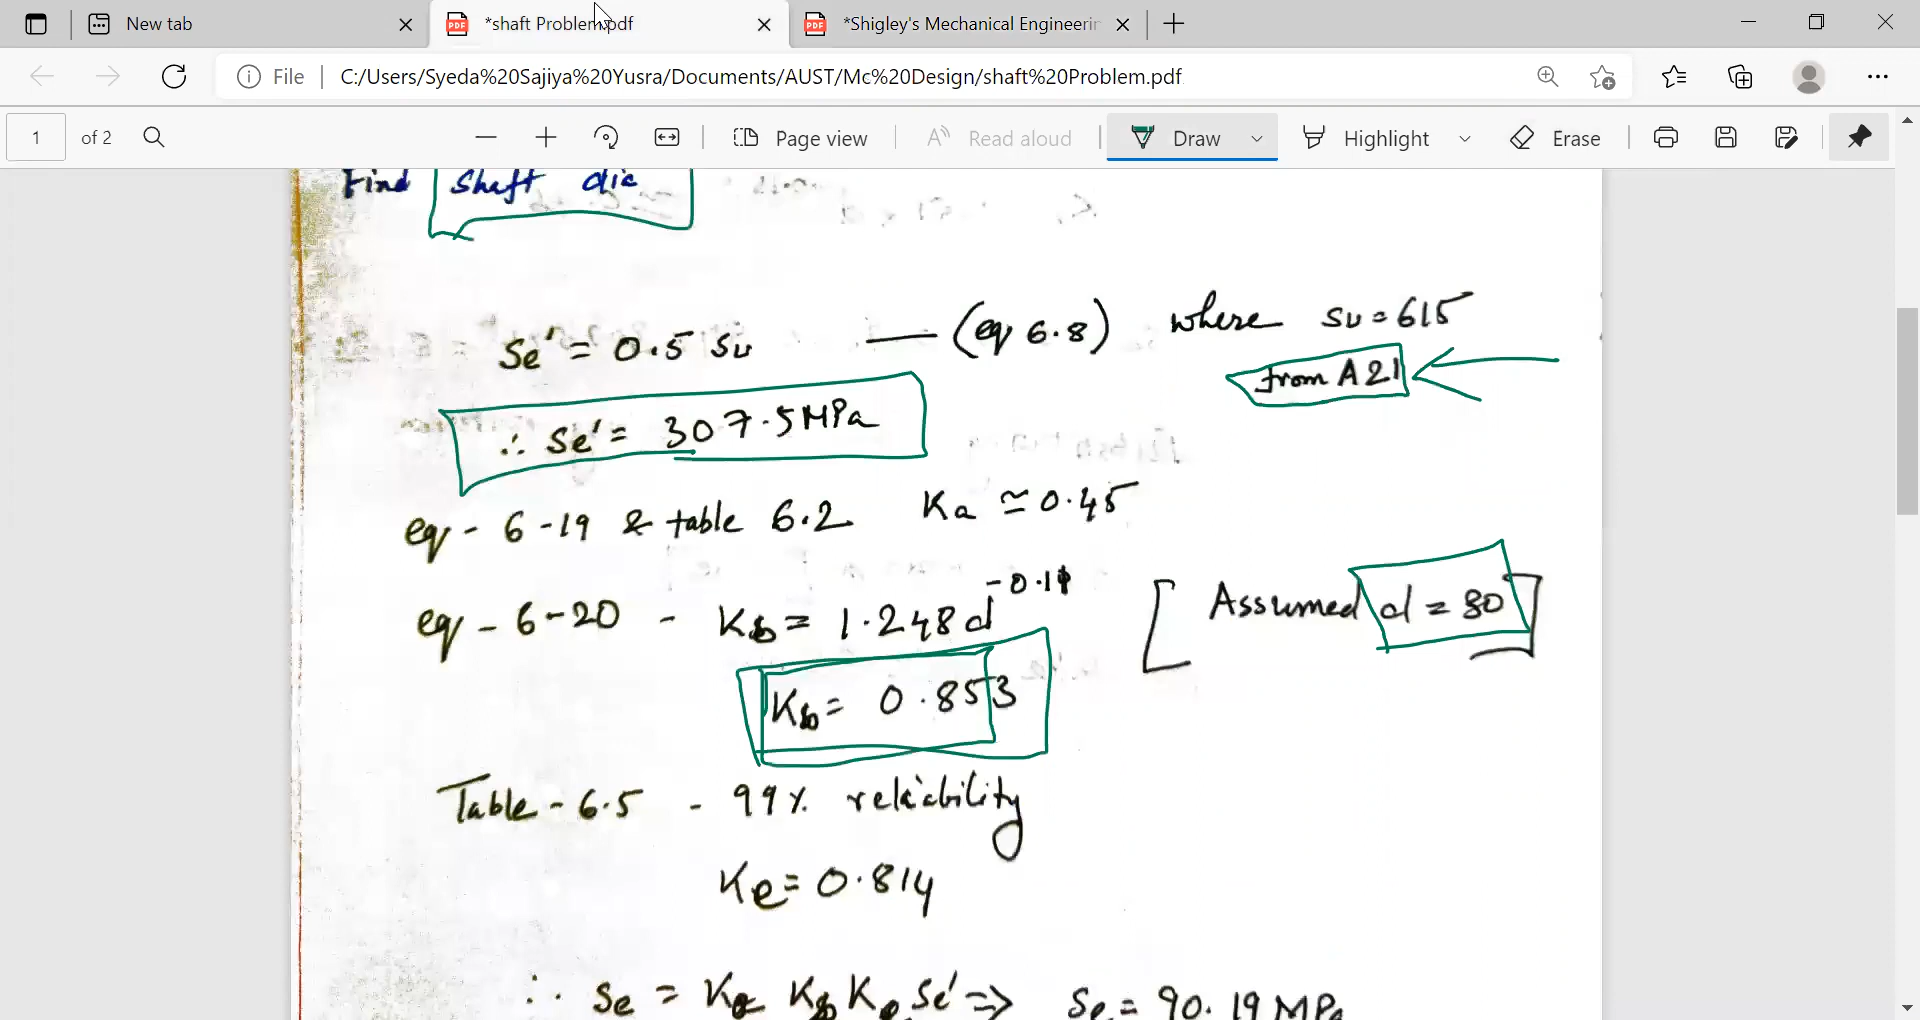 New tab
*shaft Problem.pdf
*Shigley's Mechanical Engineerin
File
C:/Users/Syeda%20Sajiya%20Yusra/Documents/AUST/Mc%20Design/shaft%20Problem.pdf
1 of 2
Page view
Read aloud
Draw
Highlight
Erase
Find shaft dia
Se' = 0.5 Su — (eq 6.8) where Su = 615
from A21
∴ Se' = 307.5 MPa
eq - 6-19 & table 6.2 Ka ≃ 0.45
eq - 6-20 - Kb = 1.248 d^-0.11 [Assumed d = 80]
Kb = 0.853
Table - 6.5 - 99% reliability
Ke = 0.814
∴ Se = Ka Kb Ke Se' => Se = 90.19 MPa